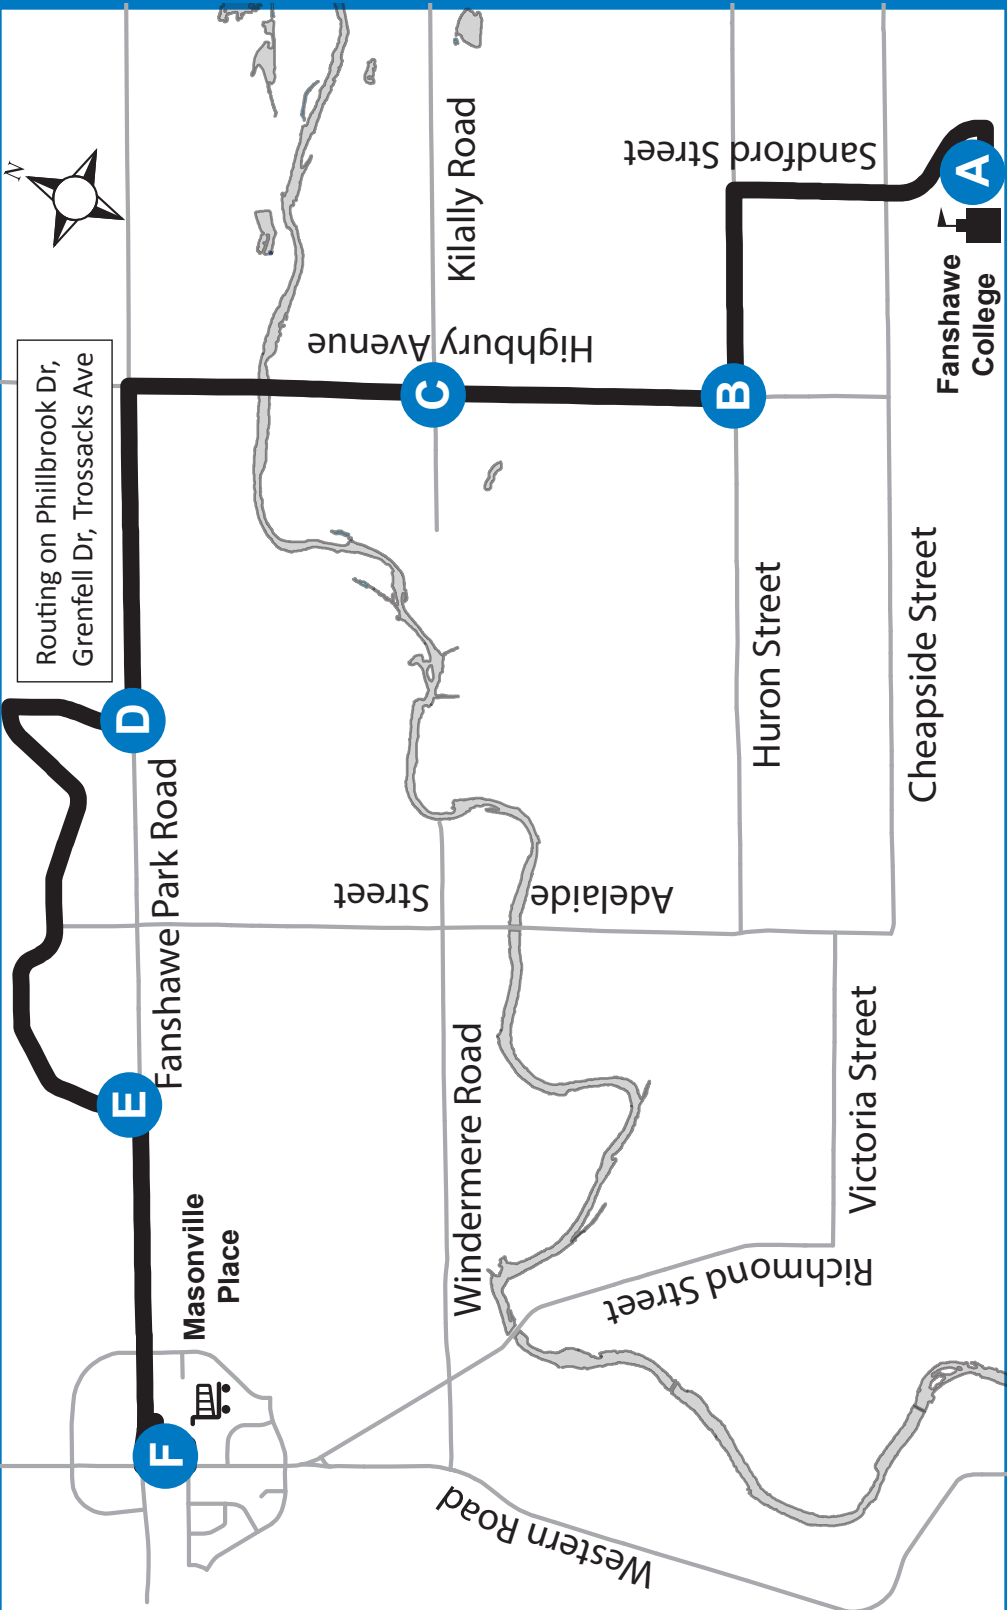 N
Routing on Phillbrook Dr,
Grenfell Dr, Trossacks Ave
Kilally Road
Sandford Street
A
Fanshawe
College
Highbury Avenue
C
B
D
Fanshawe Park Road
Huron Street
Cheapside Street
Adelaide
Street
E
Windermere Road
Victoria Street
Masonville
Place
Richmond Street
F
Western Road